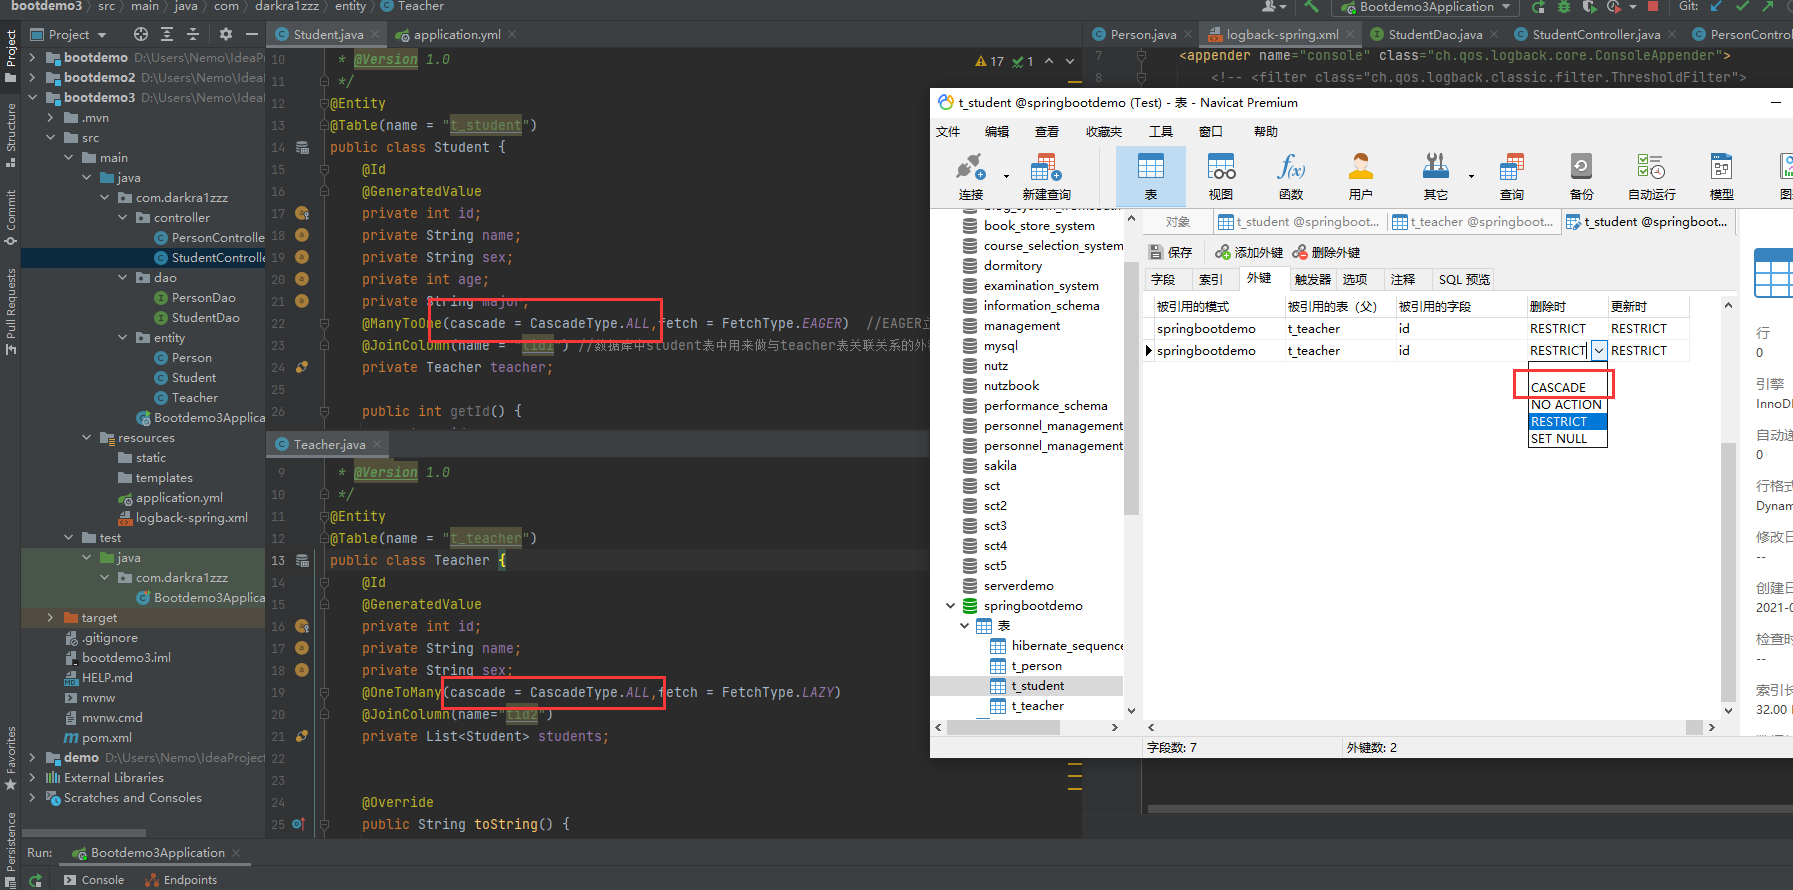 bootdemo3 > src > main > java > com > darkra1zzz > entity > Teacher
Bootdemo3Application
Git:
Project
Student.java
application.yml
Person.java
logback-spring.xml
StudentDao.java
StudentController.java
PersonContro
bootdemo D:\Users\Nemo\IdeaPr
bootdemo2 D:\Users\Nemo\Idea
bootdemo3 D:\Users\Nemo\Idea
.mvn
src
main
java
com.darkra1zzz
controller
PersonControlle
StudentControlle
dao
PersonDao
StudentDao
entity
Person
Student
Teacher
Bootdemo3Applica
resources
static
templates
application.yml
logback-spring.xml
test
java
com.darkra1zzz
Bootdemo3Applica
target
.gitignore
bootdemo3.iml
HELP.md
mvnw
mvnw.cmd
pom.xml
demo D:\Users\Nemo\IdeaProject
External Libraries
Scratches and Consoles
Project
Structure
Commit
Pull Requests
Favorites
Persistence
17 1
10 * @Version 1.0
11 */
12 @Entity
13 @Table(name = "t_student")
14 public class Student {
15 @Id
16 @GeneratedValue
17 private int id;
18 private String name;
19 private String sex;
20 private int age;
21 private String major;
22 @ManyToOne(cascade = CascadeType.ALL,fetch = FetchType.EAGER) //EAGER立
23 @JoinColumn(name = "tid1") //数据库中student表中用来做与teacher表关联关系的外
24 private Teacher teacher;
25
26 public int getId() {
Teacher.java
9 * @Version 1.0
10 */
11 @Entity
12 @Table(name = "t_teacher")
13 public class Teacher {
14 @Id
15 @GeneratedValue
16 private int id;
17 private String name;
18 private String sex;
19 @OneToMany(cascade = CascadeType.ALL,fetch = FetchType.LAZY)
20 @JoinColumn(name="tid2")
21 private List<Student> students;
22
23
24 @Override
25 public String toString() {
7 <appender name="console" class="ch.qos.logback.core.ConsoleAppender">
8 <!-- <filter class="ch.qos.logback.classic.filter.ThresholdFilter">
t_student @springbootdemo (Test) - 表 - Navicat Premium
文件 编辑 查看 收藏夹 工具 窗口 帮助
连接 新建查询 表 视图 函数 用户 其它 查询 备份 自动运行 模型
book_store_system
course_selection_system
dormitory
examination_system
information_schema
management
mysql
nutz
nutzbook
performance_schema
personnel_management
personnel_management
sakila
sct
sct2
sct3
sct4
sct5
serverdemo
springbootdemo
表
hibernate_sequence
t_person
t_student
t_teacher
对象 t_student @springboot... t_teacher @springboot... t_student @springboot...
保存 添加外键 删除外键
字段 索引 外键 触发器 选项 注释 SQL 预览
被引用的模式 被引用的表 (父) 被引用的字段 删除时 更新时
springbootdemo t_teacher id RESTRICT RESTRICT
springbootdemo t_teacher id RESTRICT RESTRICT
CASCADE
NO ACTION
RESTRICT
SET NULL
行
0
引擎
InnoD
自动递
0
行格式
Dynam
修改日
--
创建日
2021-0
检查时
--
索引长
32.00
字段数: 7 外键数: 2
Run: Bootdemo3Application
Console Endpoints